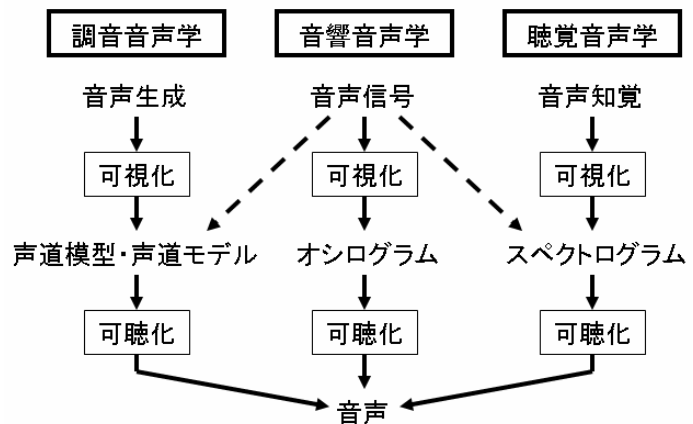 調音音声学 音響音声学 聴覚音声学
音声生成 音声信号 音声知覚
可視化 可視化 可視化
声道模型・声道モデル オシログラム スペクトログラム
可聴化 可聴化 可聴化
音声